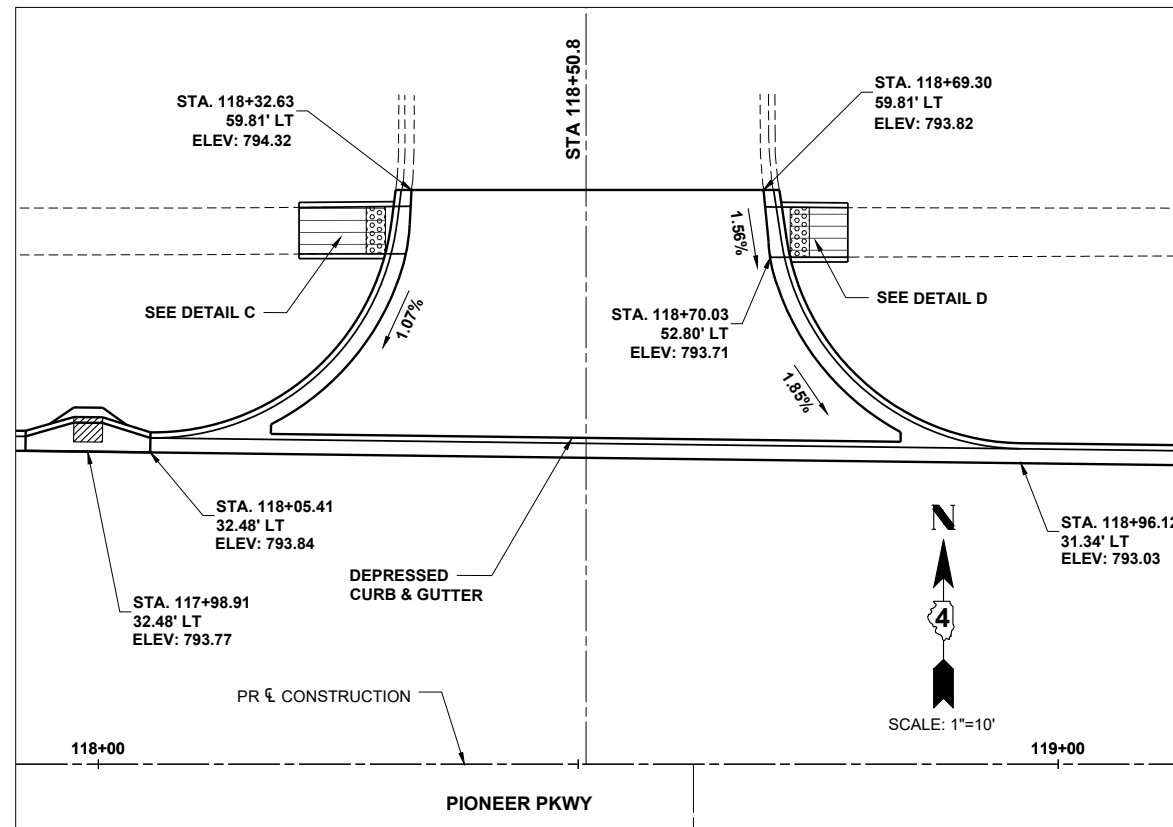 STA 118+50.8
STA. 118+32.63
59.81' LT
ELEV: 794.32
STA. 118+69.30
59.81' LT
ELEV: 793.82
1.56%
SEE DETAIL C
1.07%
STA. 118+70.03
52.80' LT
ELEV: 793.71
SEE DETAIL D
1.85%
STA. 118+05.41
32.48' LT
ELEV: 793.84
STA. 118+96.12
31.34' LT
ELEV: 793.03
N
DEPRESSED
CURB & GUTTER
STA. 117+98.91
32.48' LT
ELEV: 793.77
4
PR ℄ CONSTRUCTION
SCALE: 1"=10'
118+00
119+00
PIONEER PKWY